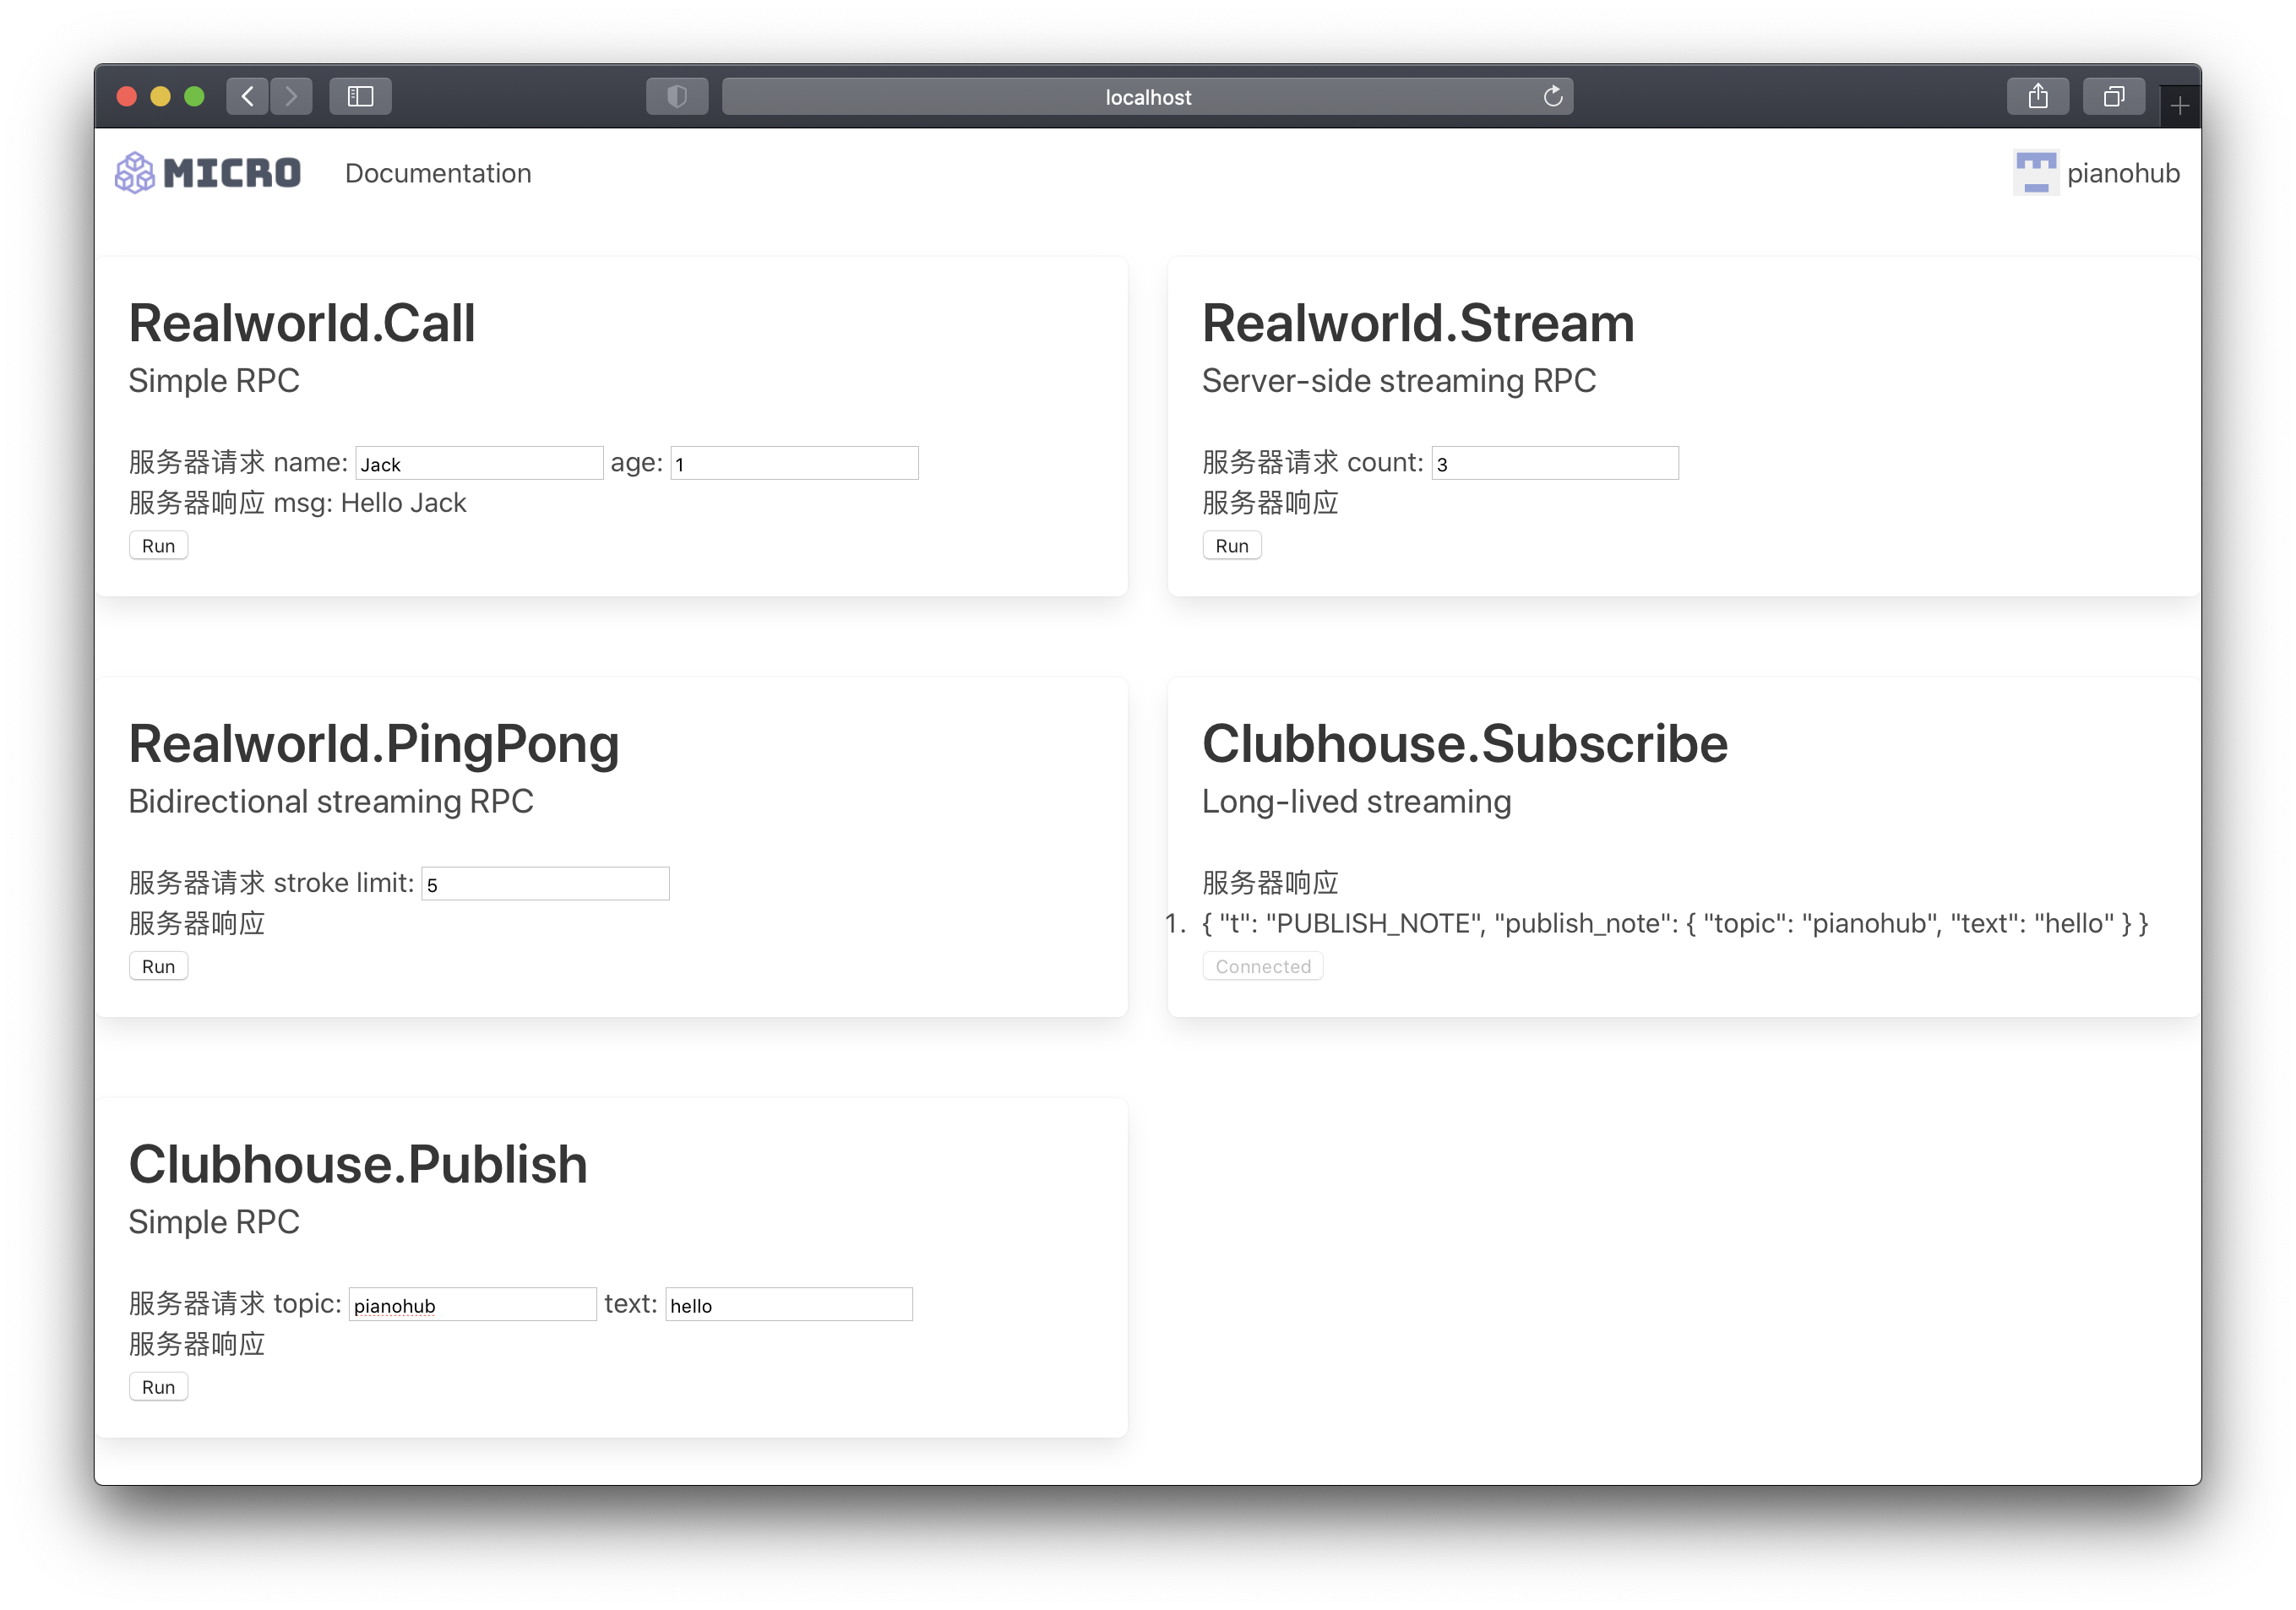 localhost
MICRO Documentation pianohub
Realworld.Call
Simple RPC
服务器请求 name: Jack age: 1
服务器响应 msg: Hello Jack
Run
Realworld.Stream
Server-side streaming RPC
服务器请求 count: 3
服务器响应
Run
Realworld.PingPong
Bidirectional streaming RPC
服务器请求 stroke limit: 5
服务器响应
Run
Clubhouse.Subscribe
Long-lived streaming
服务器响应
1. { "t": "PUBLISH_NOTE", "publish_note": { "topic": "pianohub", "text": "hello" } }
Connected
Clubhouse.Publish
Simple RPC
服务器请求 topic: pianohub text: hello
服务器响应
Run